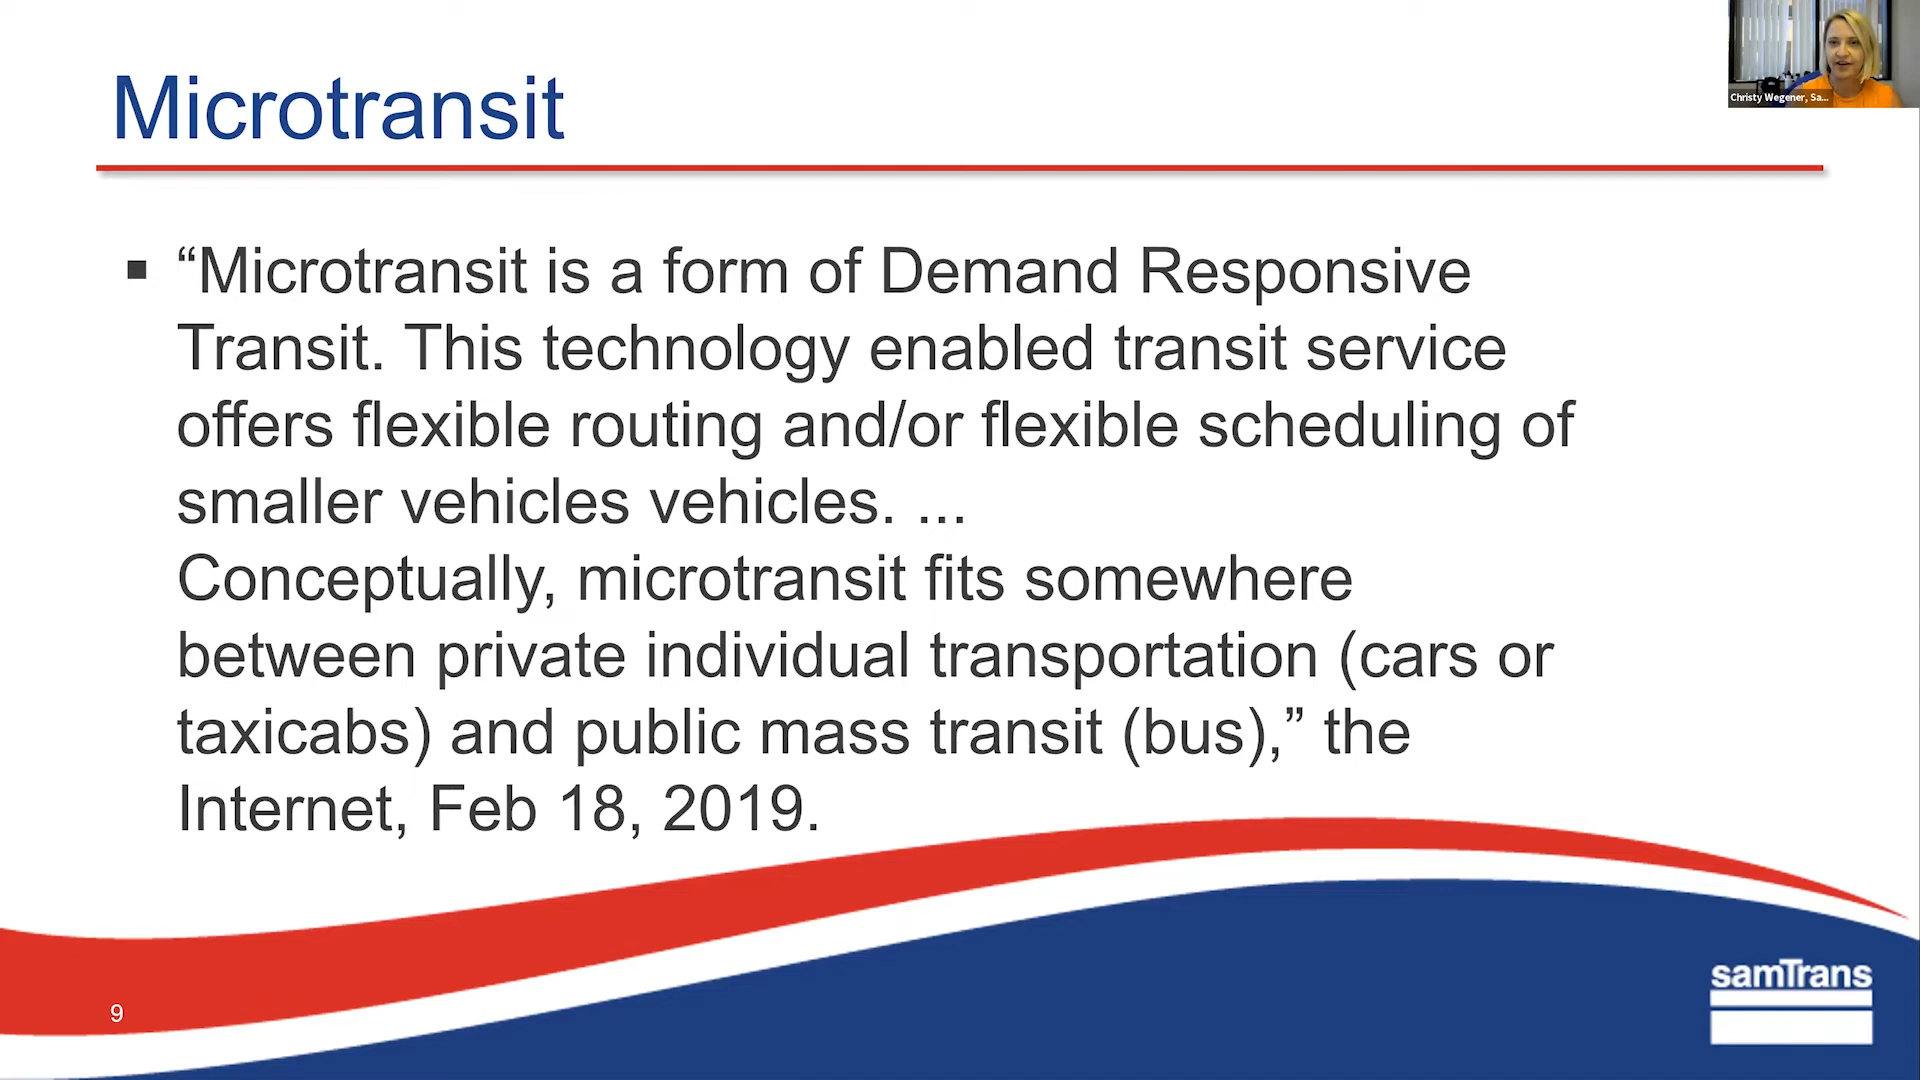 Microtransit
Christy Wegener, Sa...
▪ “Microtransit is a form of Demand Responsive
Transit. This technology enabled transit service
offers flexible routing and/or flexible scheduling of
smaller vehicles vehicles. ...
Conceptually, microtransit fits somewhere
between private individual transportation (cars or
taxicabs) and public mass transit (bus),” the
Internet, Feb 18, 2019.
9
samTrans